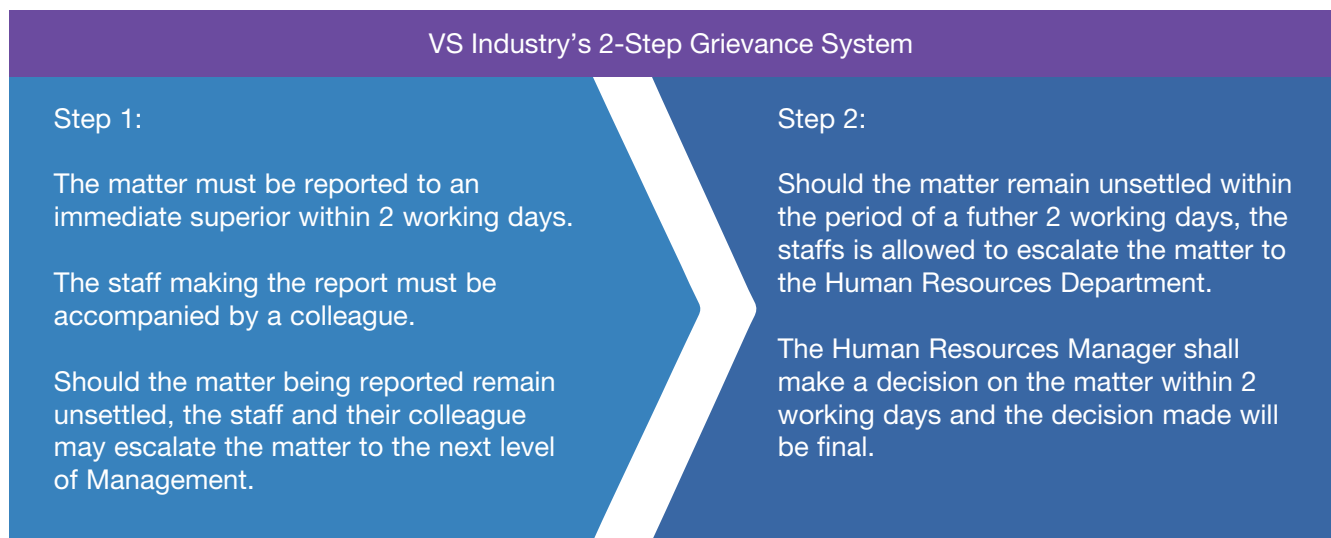 VS Industry’s 2-Step Grievance System
Step 1:
The matter must be reported to an
immediate superior within 2 working days.
The staff making the report must be
accompanied by a colleague.
Should the matter being reported remain
unsettled, the staff and their colleague
may escalate the matter to the next level
of Management.
Step 2:
Should the matter remain unsettled within
the period of a futher 2 working days, the
staffs is allowed to escalate the matter to
the Human Resources Department.
The Human Resources Manager shall
make a decision on the matter within 2
working days and the decision made will
be final.